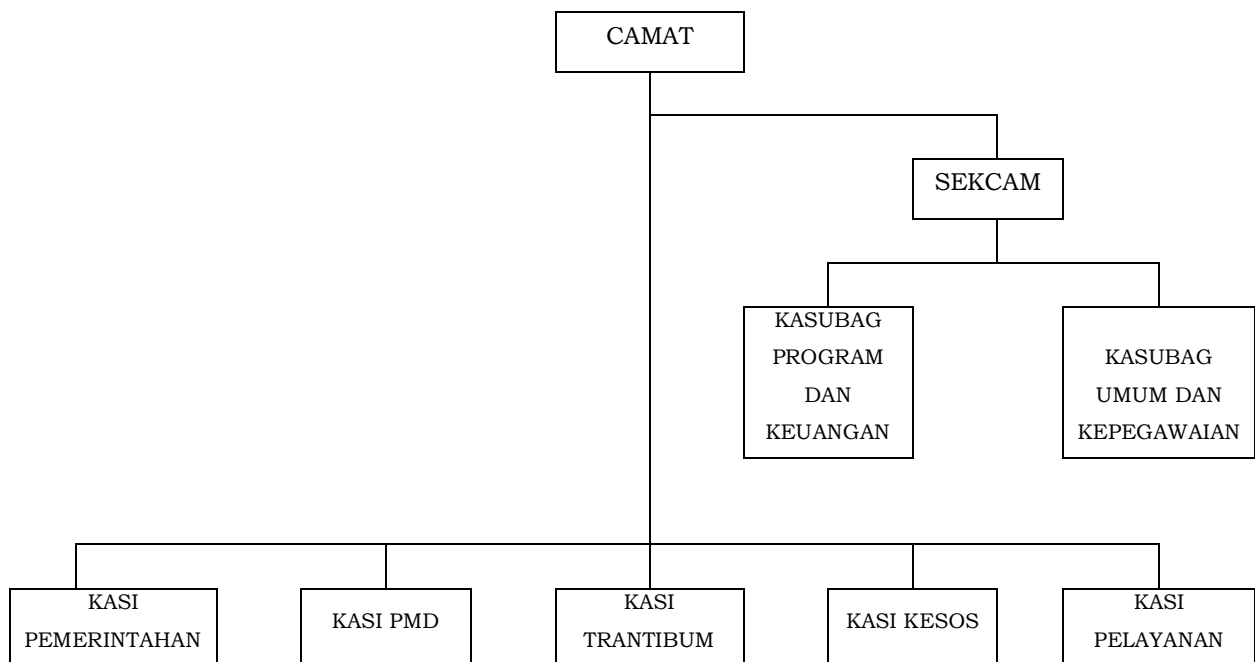 CAMAT
SEKCAM
KASUBAG
PROGRAM
DAN
KEUANGAN
KASUBAG
UMUM DAN
KEPEGAWAIAN
KASI
PEMERINTAHAN
KASI PMD
KASI
TRANTIBUM
KASI KESOS
KASI
PELAYANAN